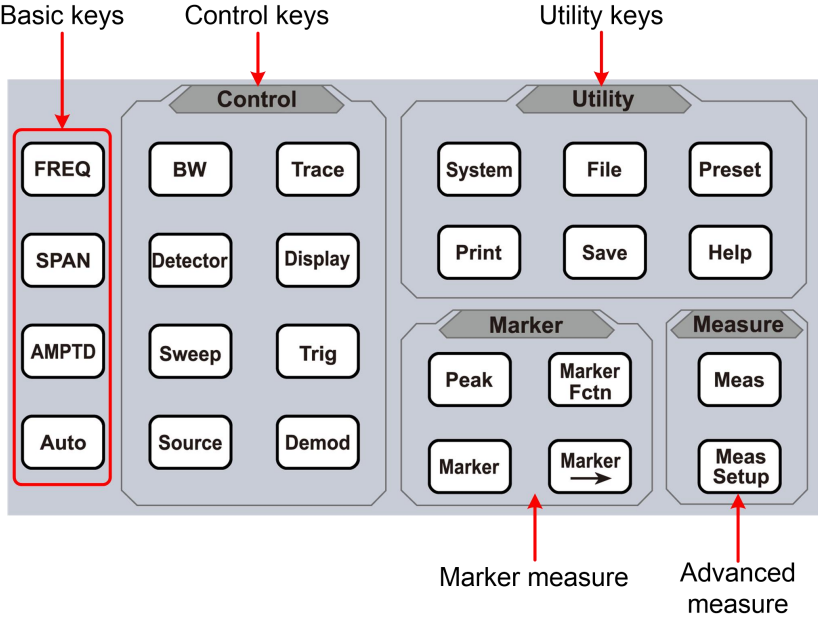 Basic keys
Control keys
Utility keys
Control
Utility
FREQ
BW
Trace
System
File
Preset
SPAN
Detector
Display
Print
Save
Help
Marker
Measure
AMPTD
Sweep
Trig
Peak
Marker
Fctn
Meas
Auto
Source
Demod
Marker
Marker
Meas
Setup
Marker measure
Advanced
measure